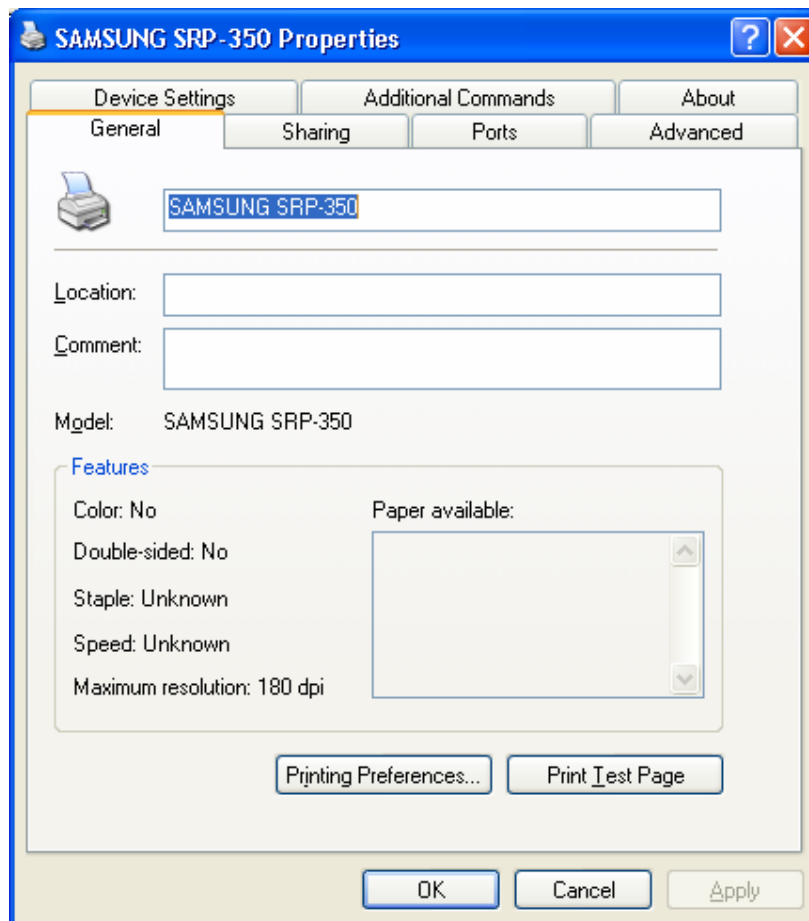 SAMSUNG SRP-350 Properties
Device Settings Additional Commands About
General Sharing Ports Advanced
SAMSUNG SRP-350
Location:
Comment:
Model: SAMSUNG SRP-350
Features
Color: No Paper available:
Double-sided: No
Staple: Unknown
Speed: Unknown
Maximum resolution: 180 dpi
Printing Preferences... Print Test Page
OK Cancel Apply